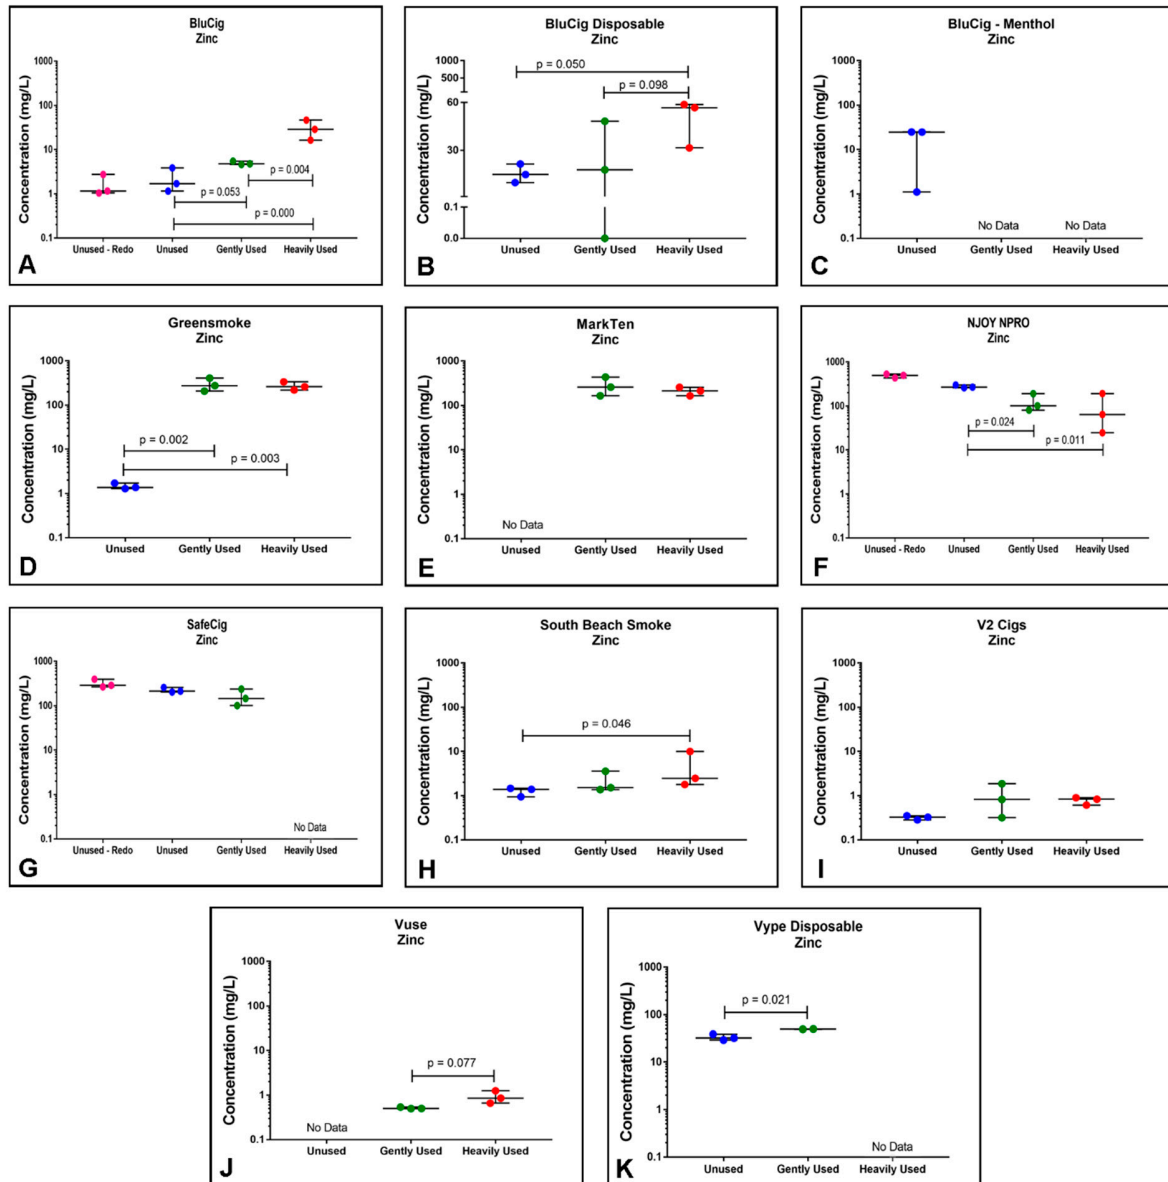 BluCig
Zinc
Concentration (mg/L)
1000
100
10
1
0.1
p = 0.004
p = 0.053
p = 0.000
Unused - Redo Unused Gently Used Heavily Used
A
BluCig Disposable
Zinc
Concentration (mg/L)
1000
500
60
30
0.1
0.0
p = 0.050
p = 0.098
Unused Gently Used Heavily Used
B
BluCig - Menthol
Zinc
Concentration (mg/L)
1000
100
10
1
0.1
No Data No Data
Unused Gently Used Heavily Used
C
Greensmoke
Zinc
Concentration (mg/L)
1000
100
10
1
0.1
p = 0.002
p = 0.003
Unused Gently Used Heavily Used
D
MarkTen
Zinc
Concentration (mg/L)
1000
100
10
1
0.1
No Data
Unused Gently Used Heavily Used
E
NJOY NPRO
Zinc
Concentration (mg/L)
1000
100
10
1
0.1
p = 0.024
p = 0.011
Unused - Redo Unused Gently Used Heavily Used
F
SafeCig
Zinc
Concentration (mg/L)
1000
100
10
1
0.1
No Data
Unused - Redo Unused Gently Used Heavily Used
G
South Beach Smoke
Zinc
Concentration (mg/L)
1000
100
10
1
0.1
p = 0.046
Unused Gently Used Heavily Used
H
V2 Cigs
Zinc
Concentration (mg/L)
1000
100
10
1
0.1
Unused Gently Used Heavily Used
I
Vuse
Zinc
Concentration (mg/L)
1000
100
10
1
0.1
p = 0.077
No Data
Unused Gently Used Heavily Used
J
Vype Disposable
Zinc
Concentration (mg/L)
1000
100
10
1
0.1
p = 0.021
No Data
Unused Gently Used Heavily Used
K